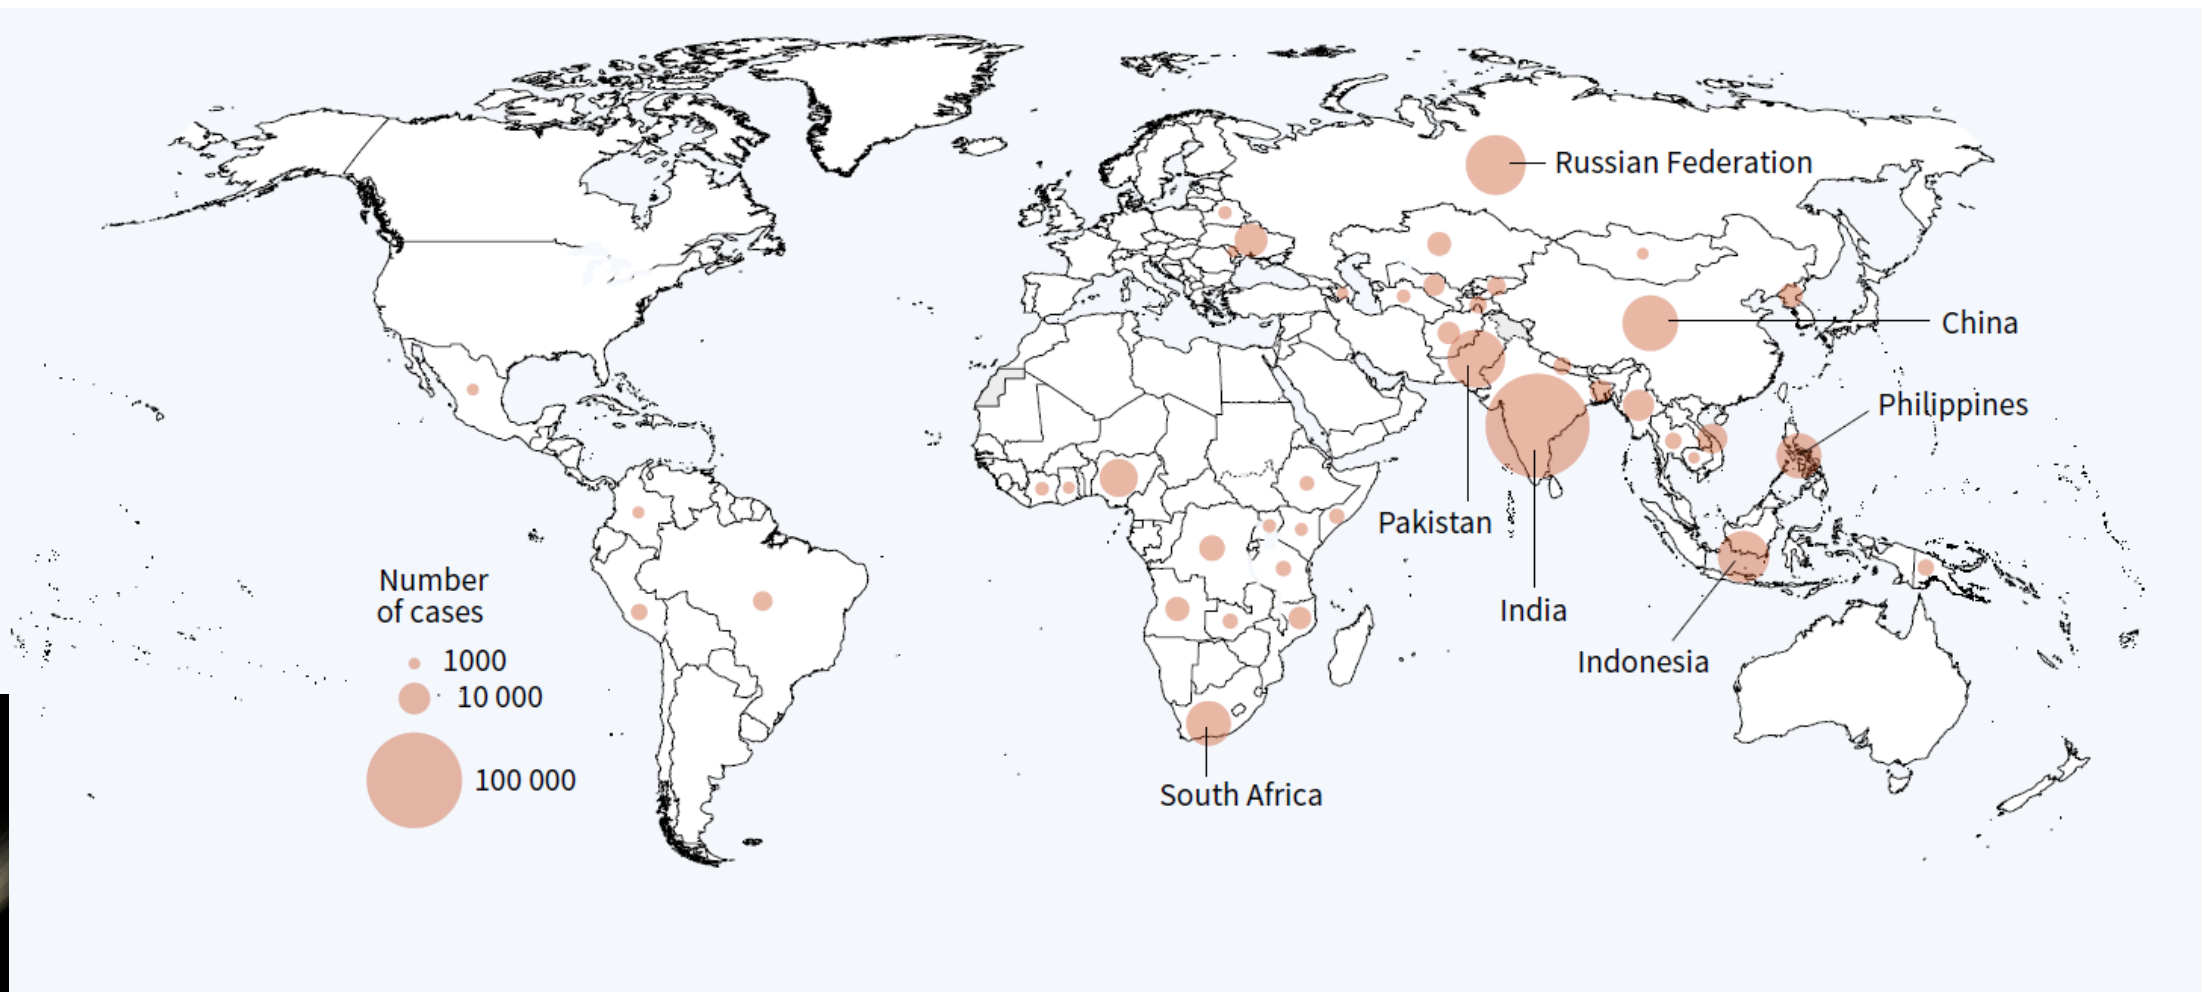 Russian Federation
China
Philippines
Pakistan
India
Indonesia
South Africa
Number
of cases
1000
10 000
100 000